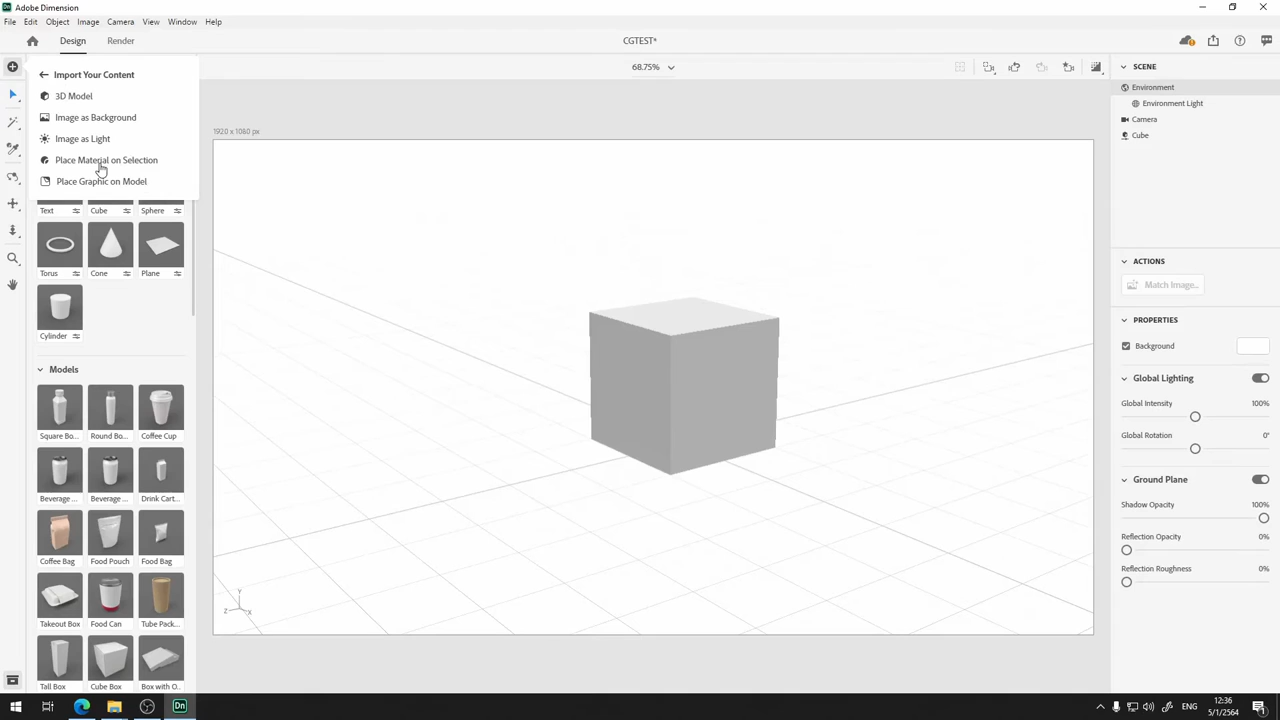 Adobe Dimension
File Edit Object Image Camera View Window Help
Design Render CGTEST*
68.75%
Import Your Content
3D Model
Image as Background
Image as Light
Place Material on Selection
Place Graphic on Model
Text Cube Sphere
Torus Cone Plane
Cylinder
Models
Square Bo... Round Bo... Coffee Cup
Beverage ... Beverage ... Drink Cart...
Coffee Bag Food Pouch Food Bag
Takeout Box Food Can Tube Pack...
Tall Box Cube Box Box with O...
1920 x 1080 px
Y
Z X
SCENE
Environment
Environment Light
Camera
Cube
ACTIONS
Match Image...
PROPERTIES
Background
Global Lighting
Global Intensity 100%
Global Rotation 0°
Ground Plane
Shadow Opacity 100%
Reflection Opacity 0%
Reflection Roughness 0%
Dn
ENG
12:26
5/1/2564